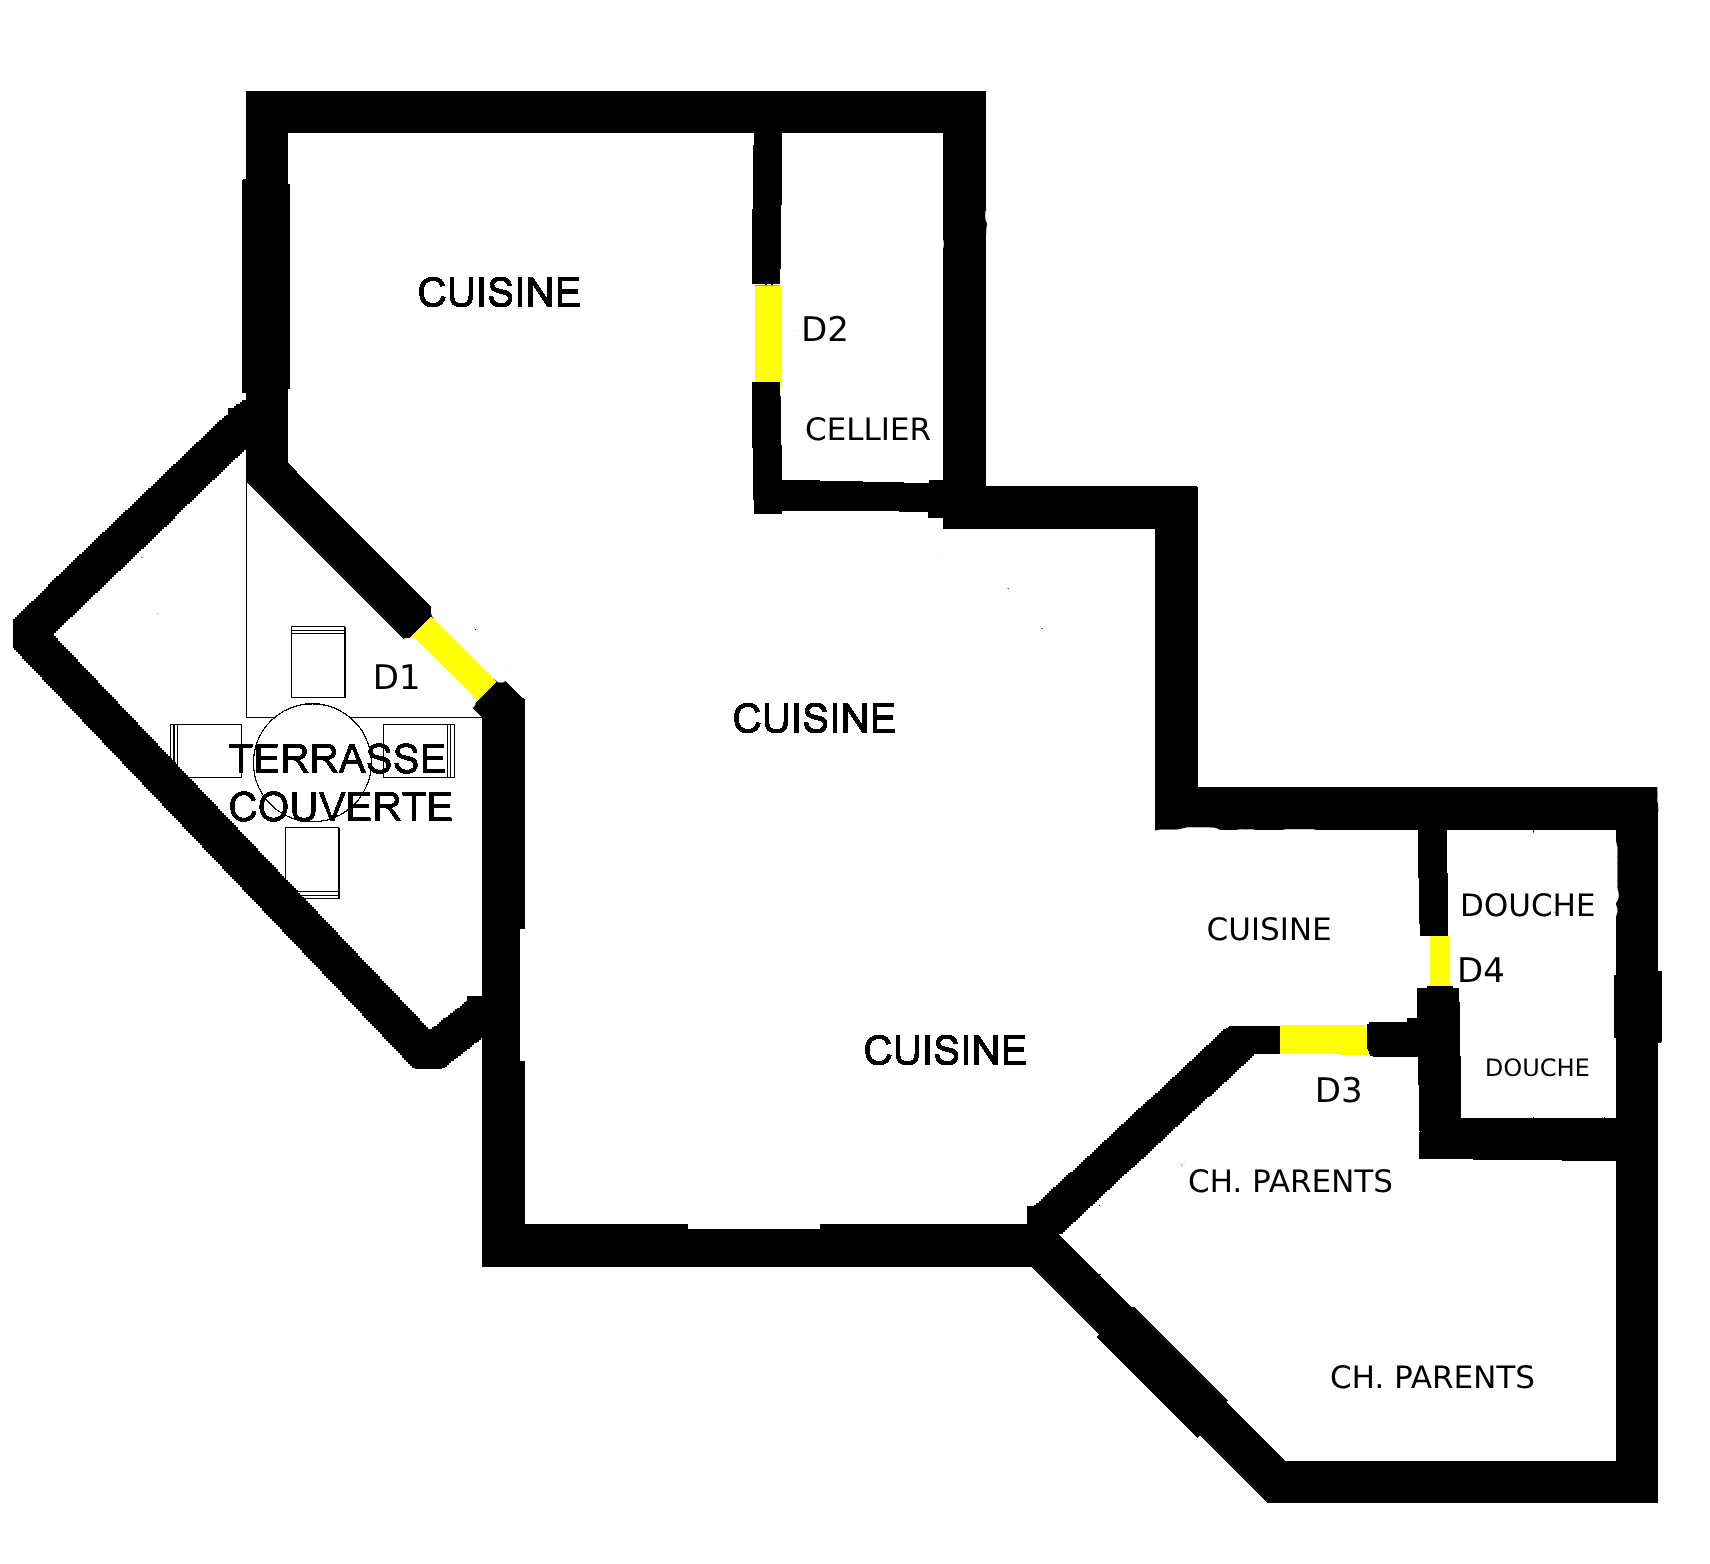 CUISINE
D2
CELLIER
D1
CUISINE
TERRASSE
COUVERTE
DOUCHE
CUISINE
D4
CUISINE
DOUCHE
D3
CH. PARENTS
CH. PARENTS